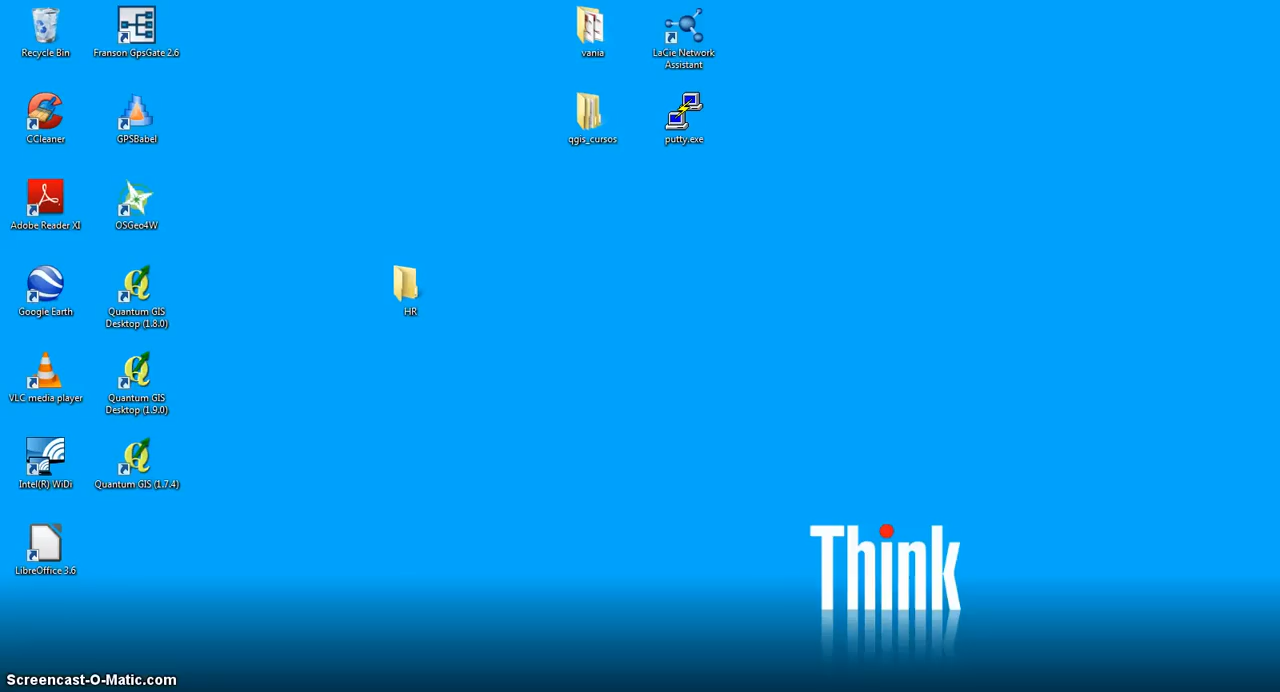 Recycle Bin
Franson GpsGate 2.6
vania
LaCie Network
Assistant
CCleaner
GPSBabel
qgis_cursos
putty.exe
Adobe Reader XI
OSGeo4W
Google Earth
Quantum GIS
Desktop (1.8.0)
HR
VLC media player
Quantum GIS
Desktop (1.9.0)
Intel(R) WiDi
Quantum GIS (1.7.4)
LibreOffice 3.6
Think
Screencast-O-Matic.com